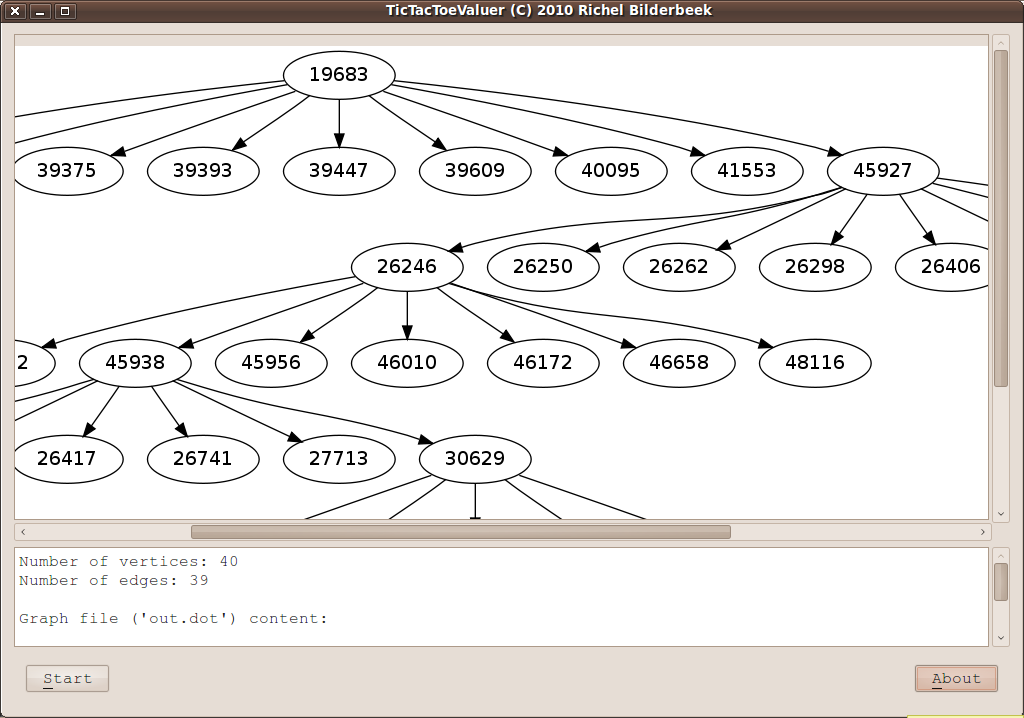 TicTacToeValuer (C) 2010 Richel Bilderbeek
19683
39375 39393 39447 39609 40095 41553 45927
26246 26250 26262 26298 26406
2 45938 45956 46010 46172 46658 48116
26417 26741 27713 30629
Number of vertices: 40
Number of edges: 39
Graph file ('out.dot') content:
Start About